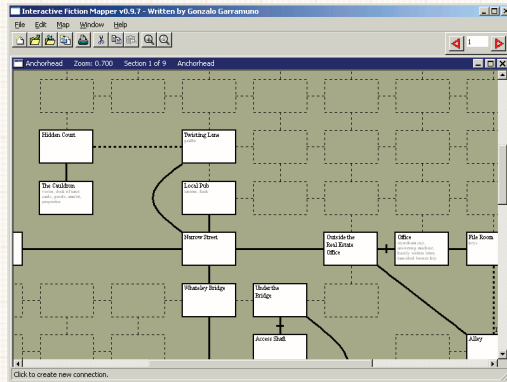 Interactive Fiction Mapper v0.9.7 - Written by Gonzalo Garramuno
File Edit Map Window Help
1
Anchorhead Zoom: 0.700 Section 1 of 9 Anchorhead
Hidden Court
Twisting Lane
The Cauldron
Local Pub
Narrow Street
Outside the
Real Estate
Office
Office
File Room
Whateley Bridge
Under the
Bridge
Access Shaft
Alley
Click to create new connection.